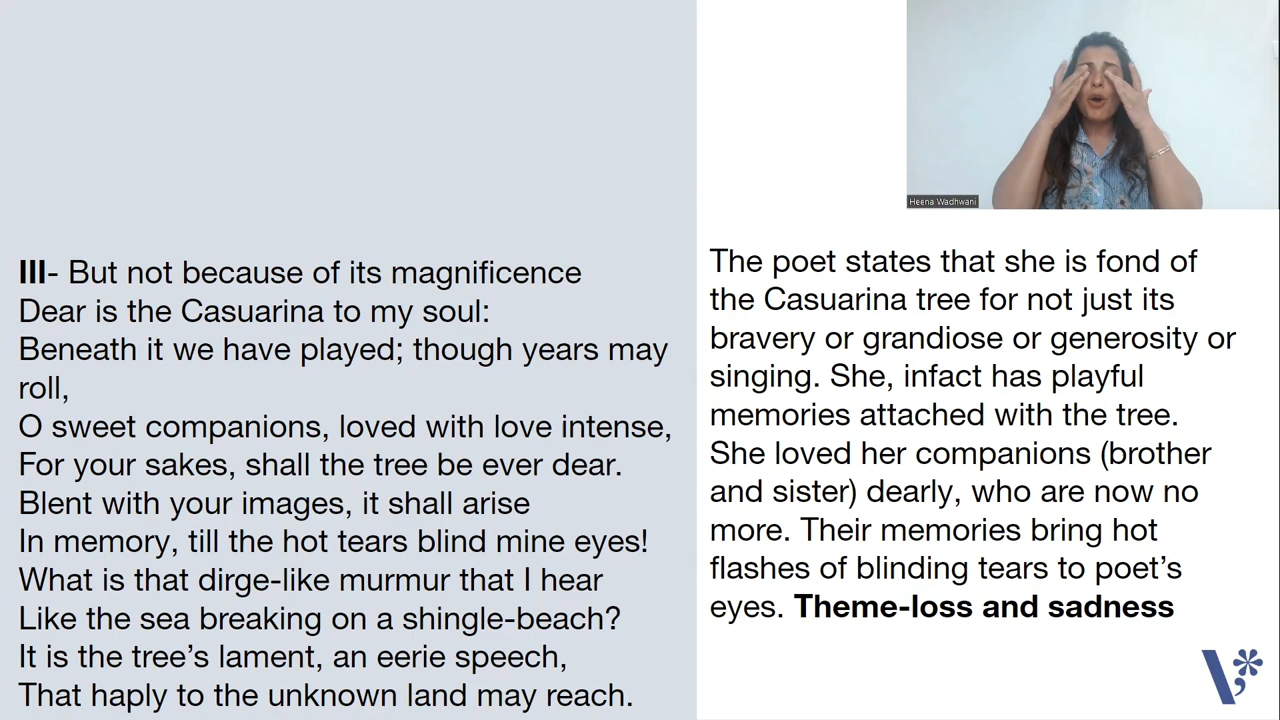 Heena Wadhwani
III- But not because of its magnificence
Dear is the Casuarina to my soul:
Beneath it we have played; though years may
roll,
O sweet companions, loved with love intense,
For your sakes, shall the tree be ever dear.
Blent with your images, it shall arise
In memory, till the hot tears blind mine eyes!
What is that dirge-like murmur that I hear
Like the sea breaking on a shingle-beach?
It is the tree’s lament, an eerie speech,
That haply to the unknown land may reach.
The poet states that she is fond of
the Casuarina tree for not just its
bravery or grandiose or generosity or
singing. She, infact has playful
memories attached with the tree.
She loved her companions (brother
and sister) dearly, who are now no
more. Their memories bring hot
flashes of blinding tears to poet’s
eyes. Theme-loss and sadness